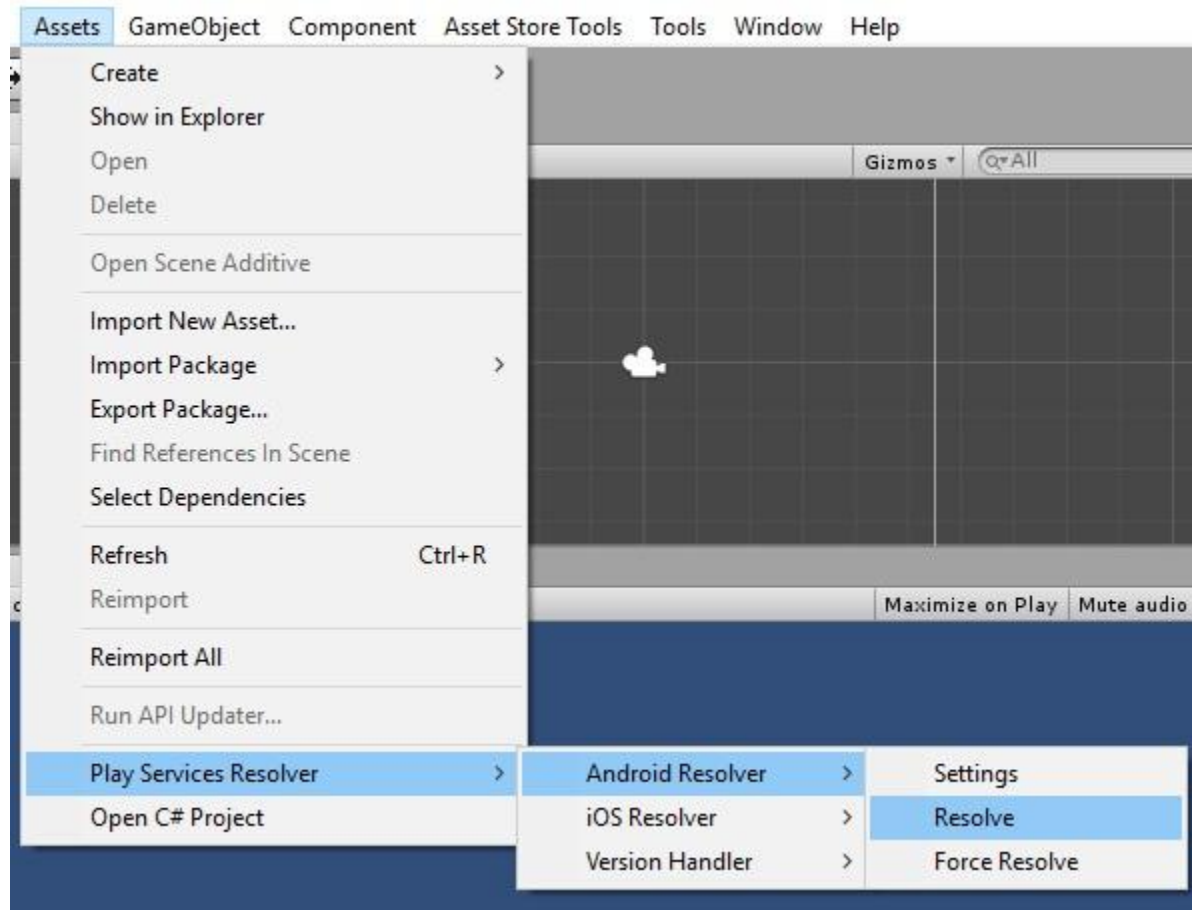 Assets GameObject Component Asset Store Tools Tools Window Help
Create
Show in Explorer
Open
Delete
Open Scene Additive
Import New Asset...
Import Package
Export Package...
Find References In Scene
Select Dependencies
Refresh Ctrl+R
Reimport
Reimport All
Run API Updater...
Play Services Resolver
Open C# Project
Android Resolver
iOS Resolver
Version Handler
Settings
Resolve
Force Resolve
Gizmos All
Maximize on Play Mute audio